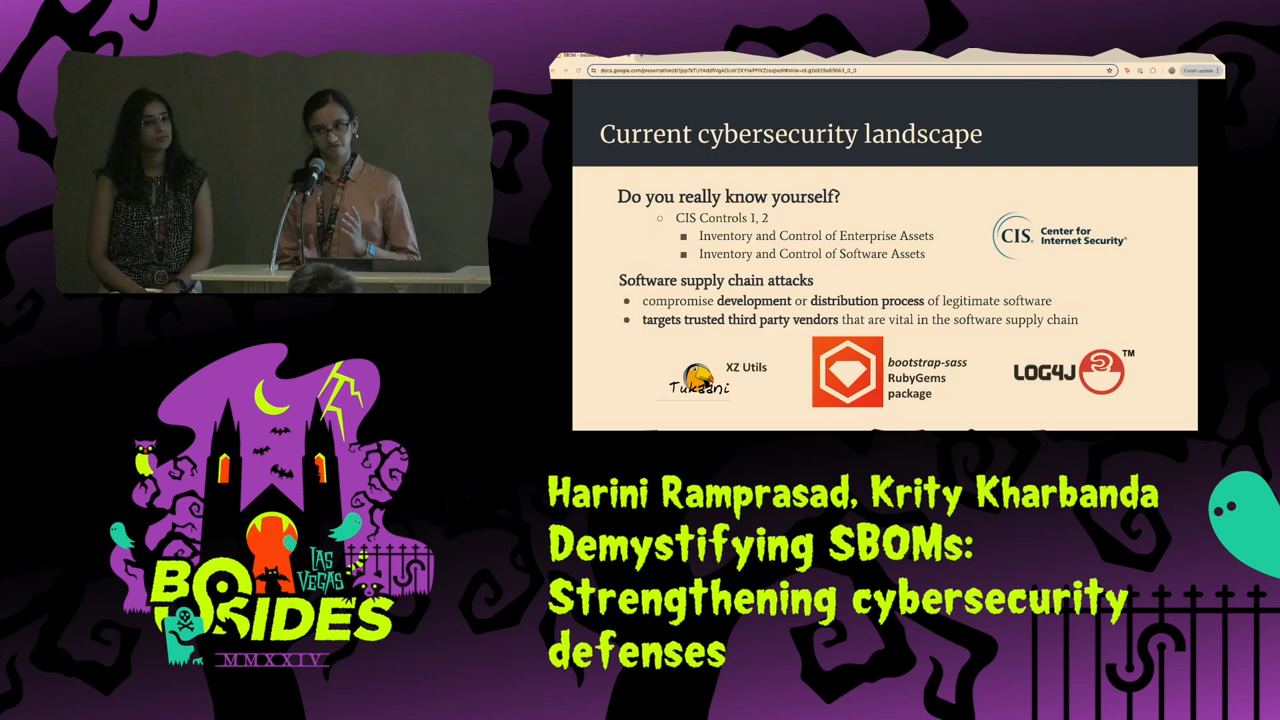 Current cybersecurity landscape
Do you really know yourself?
CIS Controls 1, 2
Inventory and Control of Enterprise Assets
Inventory and Control of Software Assets
CIS. Center for
Internet Security®
Software supply chain attacks
compromise development or distribution process of legitimate software
targets trusted third party vendors that are vital in the software supply chain
Tukaani
XZ Utils
bootstrap-sass
RubyGems
package
LOG4J
TM
Finish update
LAS
VEGAS
BSIDES
MMXXIV
Harini Ramprasad, Krity Kharbanda
Demystifying SBOMs:
Strengthening cybersecurity
defenses